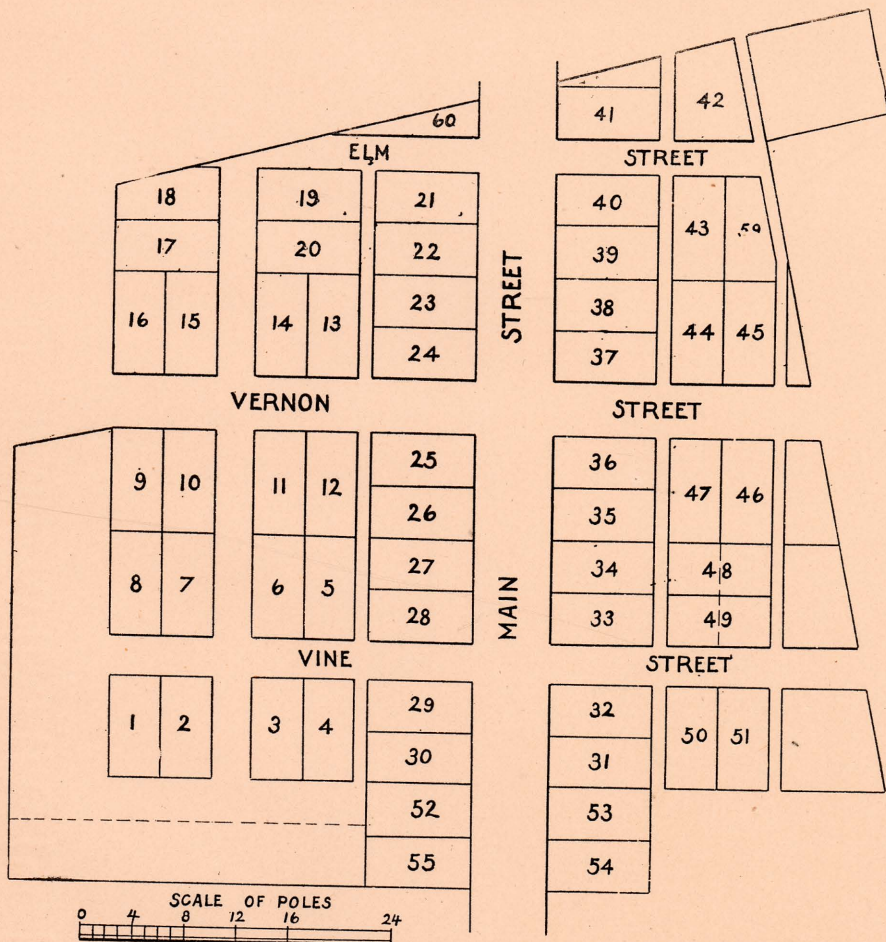 42
60 41
ELM STREET
18 19 21 40
43 59
17 20 22 39
STREET
16 15 14 13 23 38
44 45
24 37
VERNON STREET
25 36
9 10 11 12 47 46
26 35
27 34 48
8 7 6 5
MAIN
28 33 49
VINE STREET
29 32
1 2 3 4 50 51
30 31
52 53
55 54
SCALE OF POLES
0 4 8 12 16 24